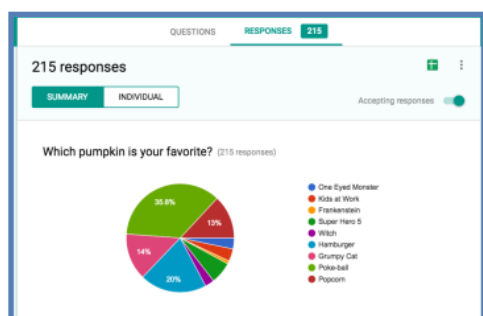 QUESTIONS RESPONSES 215
215 responses
SUMMARY INDIVIDUAL Accepting responses
Which pumpkin is your favorite? (215 responses)
One Eyed Monster
Kids at Work
Frankenstein
Super Hero 5
Witch
Hamburger
Grumpy Cat
Poke-ball
Popcorn
35.8%
13%
14%
20%